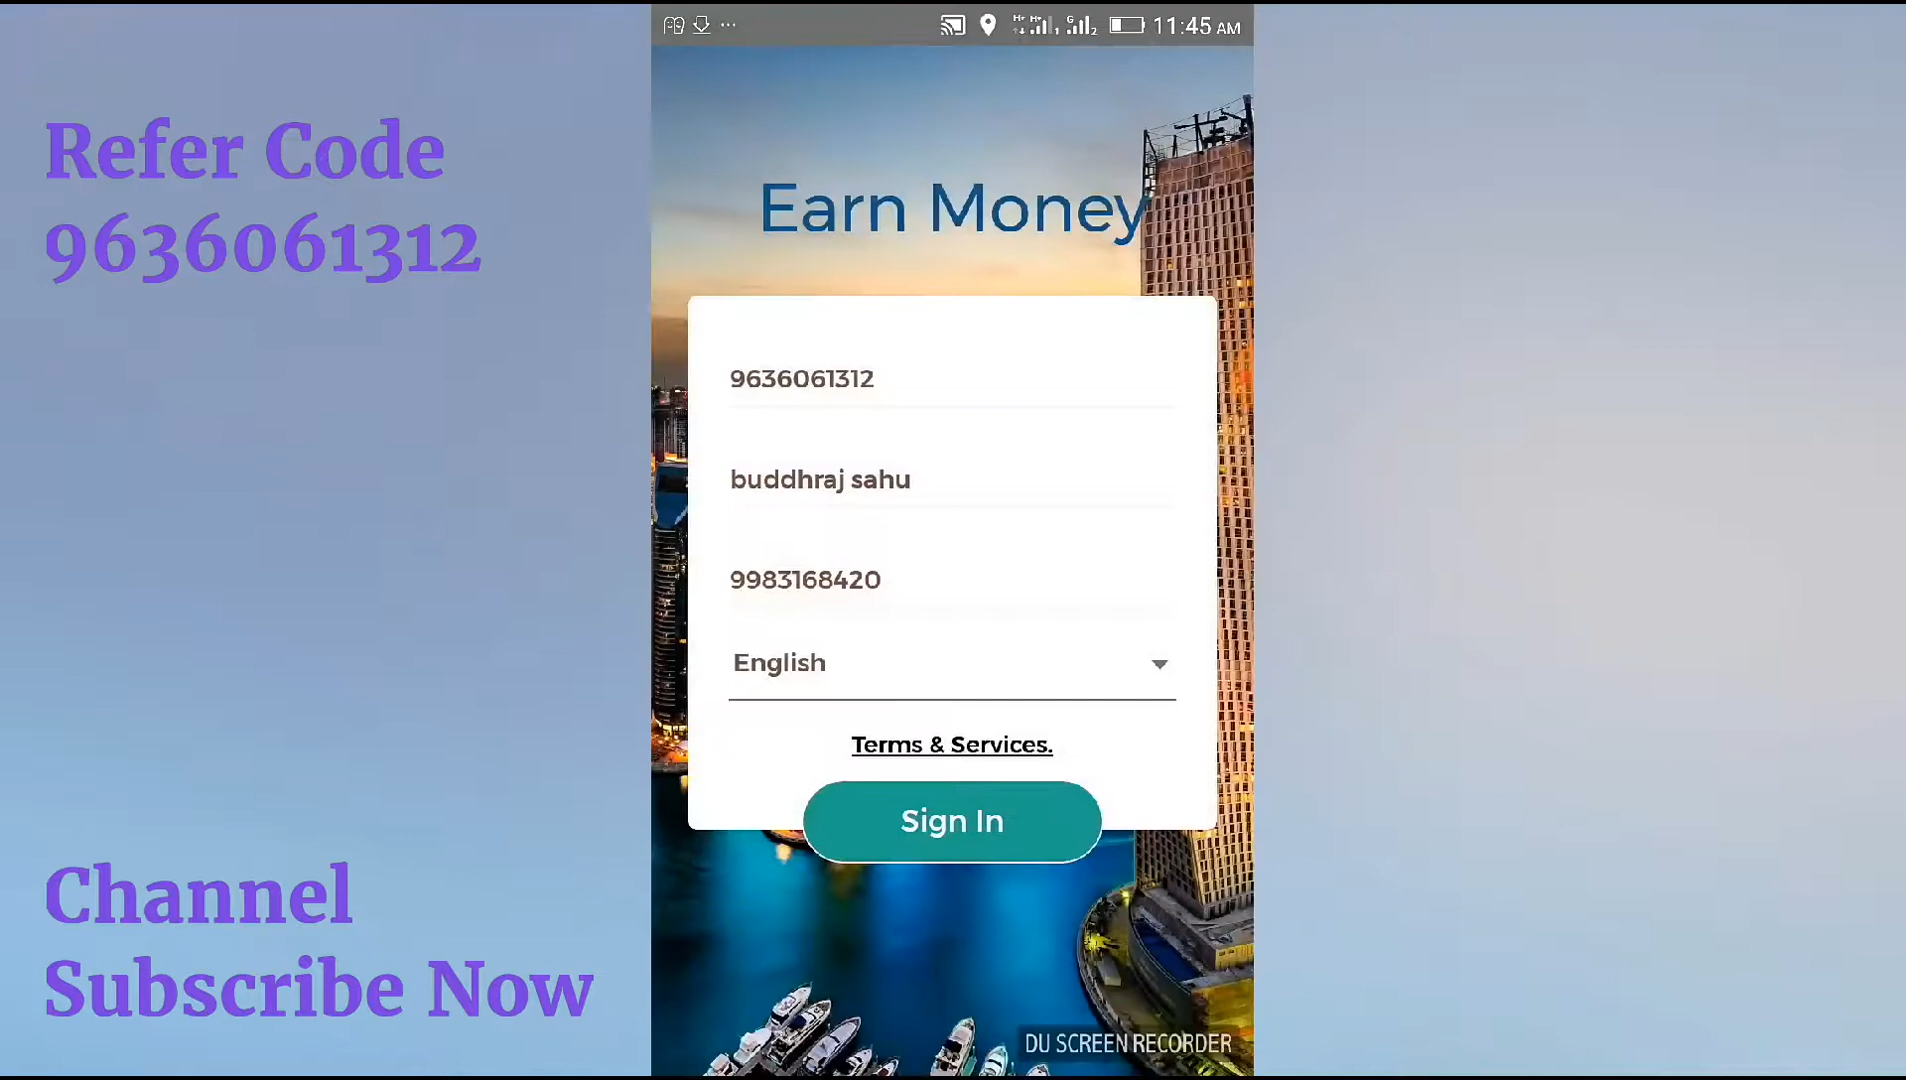 11:45 AM
Refer Code
9636061312
Earn Money
9636061312
buddhraj sahu
9983168420
English
Terms & Services.
Sign In
Channel
Subscribe Now
DU SCREEN RECORDER